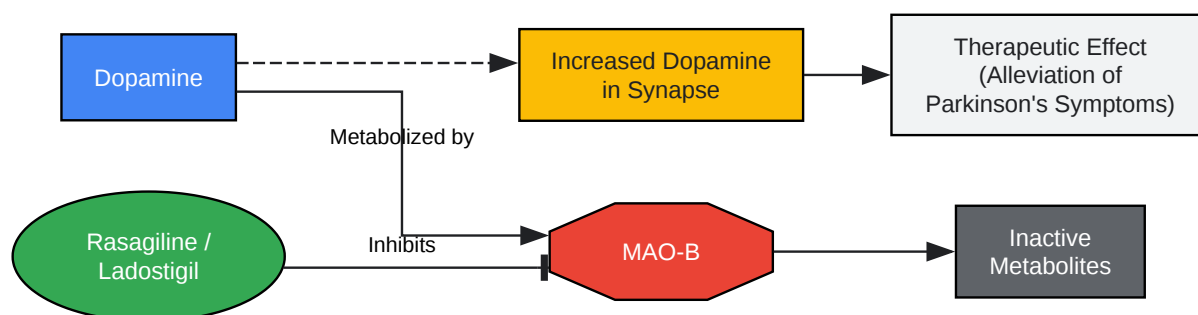 Dopamine
Increased Dopamine
in Synapse
Therapeutic Effect
(Alleviation of
Parkinson's Symptoms)
Metabolized by
Rasagiline /
Ladostigil
Inhibits
MAO-B
Inactive
Metabolites